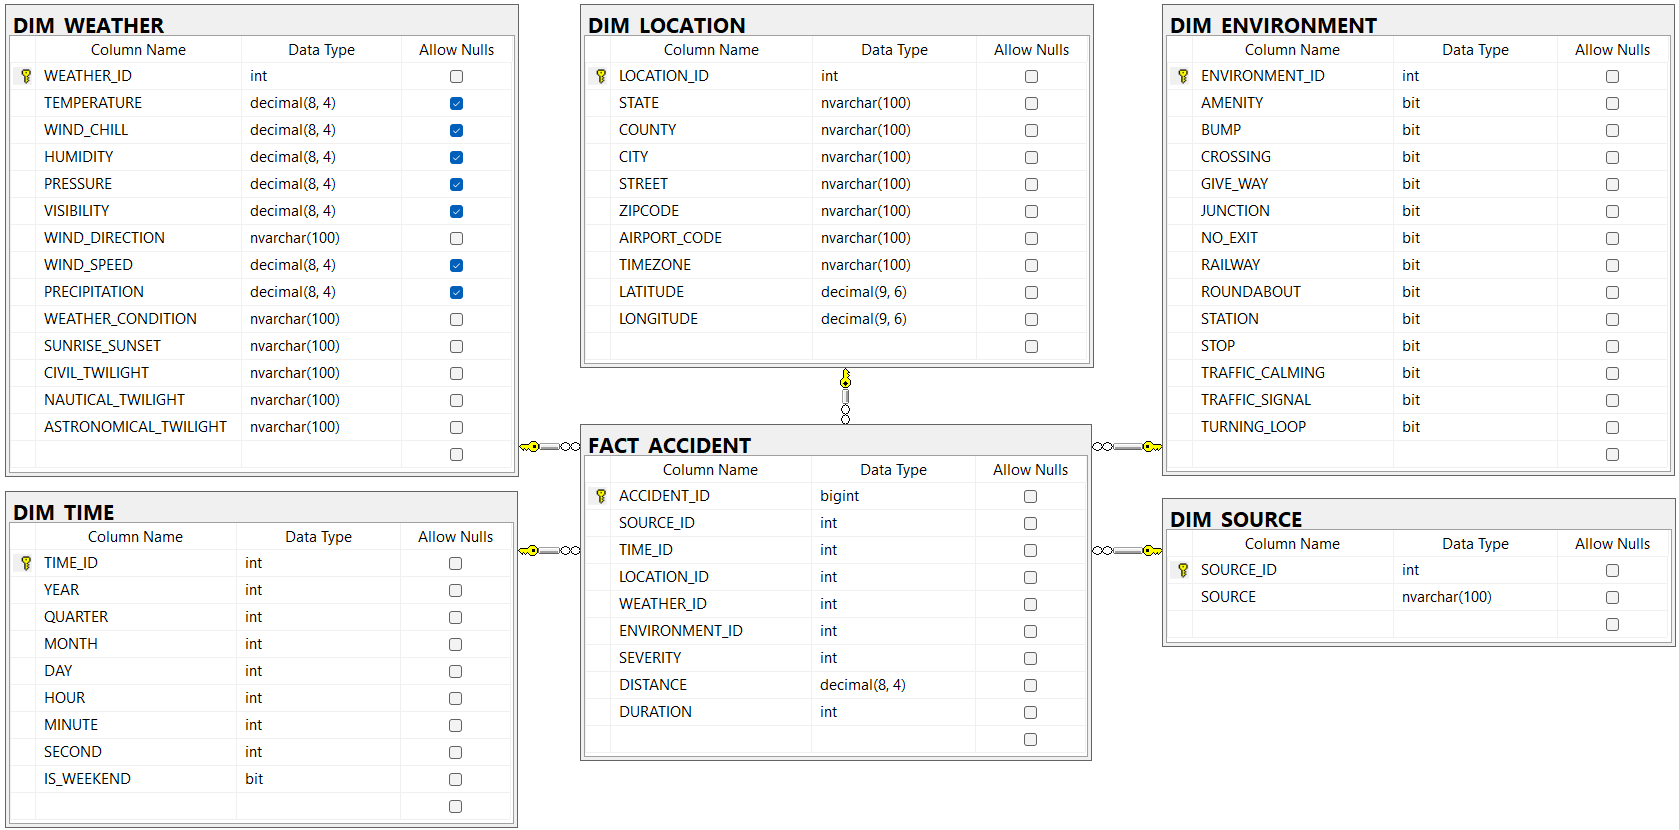 DIM_WEATHER
Column Name Data Type Allow Nulls
WEATHER_ID int
TEMPERATURE decimal(8, 4)
WIND_CHILL decimal(8, 4)
HUMIDITY decimal(8, 4)
PRESSURE decimal(8, 4)
VISIBILITY decimal(8, 4)
WIND_DIRECTION nvarchar(100)
WIND_SPEED decimal(8, 4)
PRECIPITATION decimal(8, 4)
WEATHER_CONDITION nvarchar(100)
SUNRISE_SUNSET nvarchar(100)
CIVIL_TWILIGHT nvarchar(100)
NAUTICAL_TWILIGHT nvarchar(100)
ASTRONOMICAL_TWILIGHT nvarchar(100)
DIM_LOCATION
Column Name Data Type Allow Nulls
LOCATION_ID int
STATE nvarchar(100)
COUNTY nvarchar(100)
CITY nvarchar(100)
STREET nvarchar(100)
ZIPCODE nvarchar(100)
AIRPORT_CODE nvarchar(100)
TIMEZONE nvarchar(100)
LATITUDE decimal(9, 6)
LONGITUDE decimal(9, 6)
DIM_ENVIRONMENT
Column Name Data Type Allow Nulls
ENVIRONMENT_ID int
AMENITY bit
BUMP bit
CROSSING bit
GIVE_WAY bit
JUNCTION bit
NO_EXIT bit
RAILWAY bit
ROUNDABOUT bit
STATION bit
STOP bit
TRAFFIC_CALMING bit
TRAFFIC_SIGNAL bit
TURNING_LOOP bit
DIM_TIME
Column Name Data Type Allow Nulls
TIME_ID int
YEAR int
QUARTER int
MONTH int
DAY int
HOUR int
MINUTE int
SECOND int
IS_WEEKEND bit
FACT_ACCIDENT
Column Name Data Type Allow Nulls
ACCIDENT_ID bigint
SOURCE_ID int
TIME_ID int
LOCATION_ID int
WEATHER_ID int
ENVIRONMENT_ID int
SEVERITY int
DISTANCE decimal(8, 4)
DURATION int
DIM_SOURCE
Column Name Data Type Allow Nulls
SOURCE_ID int
SOURCE nvarchar(100)